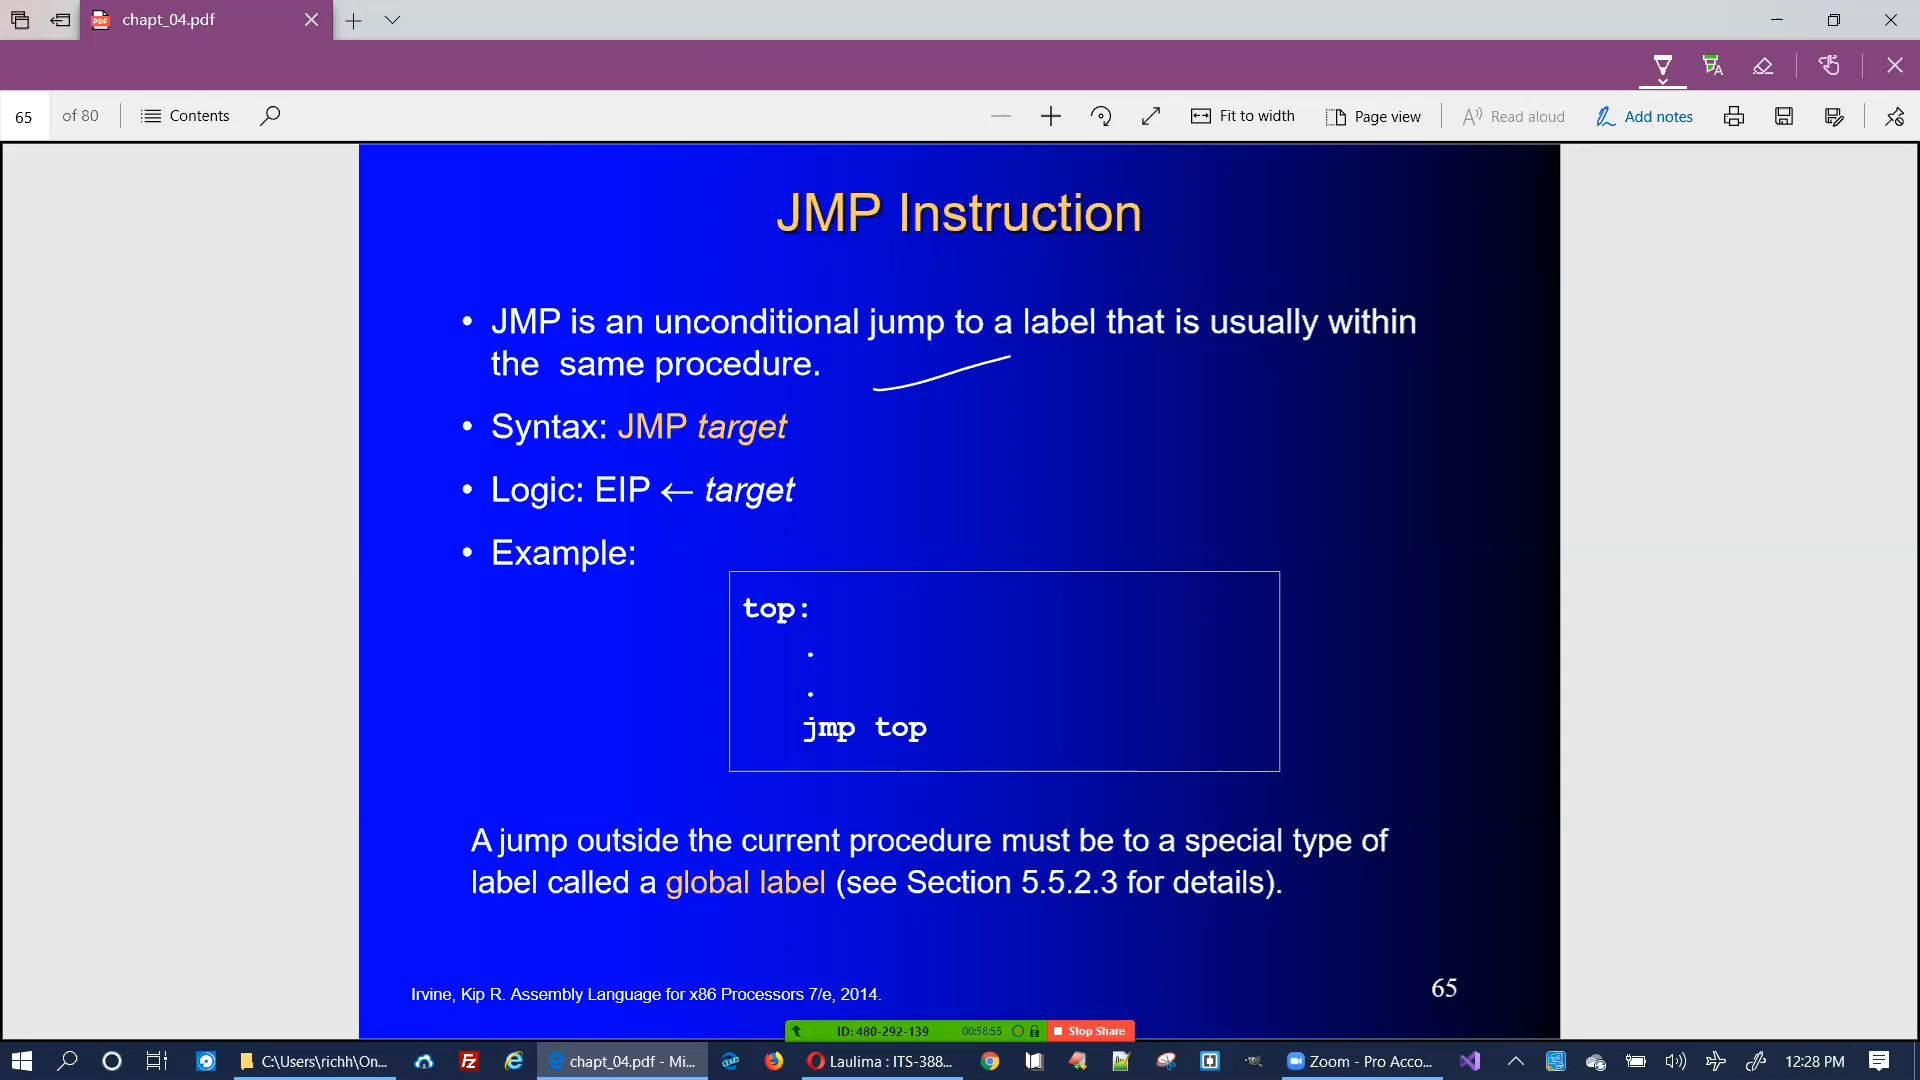 chapt_04.pdf
65 of 80 Contents Fit to width Page view Read aloud Add notes
JMP Instruction
• JMP is an unconditional jump to a label that is usually within
the same procedure.
• Syntax: JMP target
• Logic: EIP ← target
• Example:
top:
.
.
jmp top
A jump outside the current procedure must be to a special type of
label called a global label (see Section 5.5.2.3 for details).
Irvine, Kip R. Assembly Language for x86 Processors 7/e, 2014.
65
ID: 480-292-139 00:58:55 Stop Share
C:\Users\richh\On... chapt_04.pdf - Mi... Laulima : ITS-388... Zoom - Pro Acco... 12:28 PM